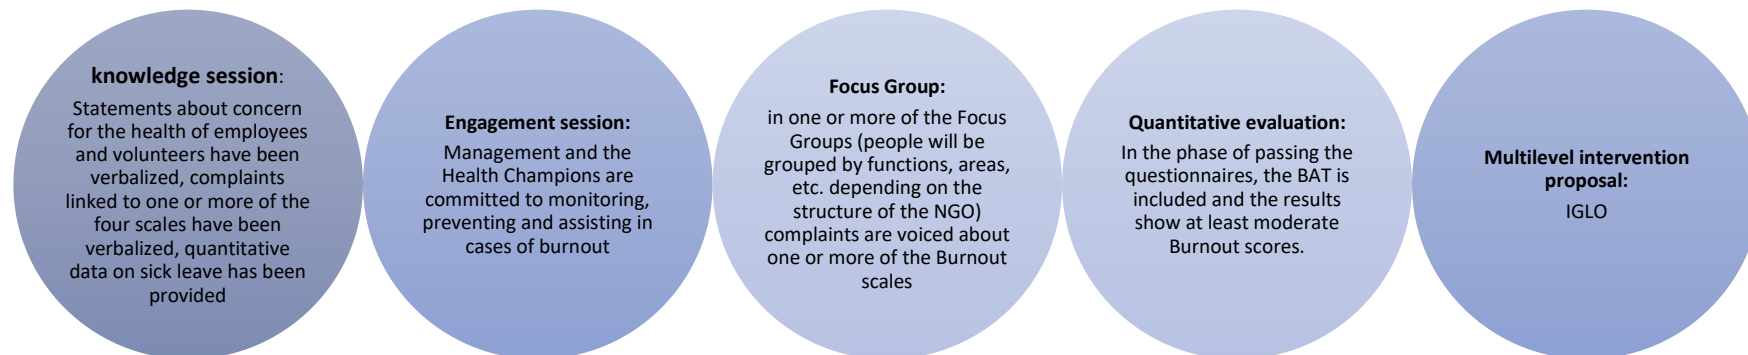 knowledge session:
Statements about concern
for the health of employees
and volunteers have been
verbalized, complaints
linked to one or more of the
four scales have been
verbalized, quantitative
data on sick leave has been
provided
Engagement session:
Management and the
Health Champions are
committed to monitoring,
preventing and assisting in
cases of burnout
Focus Group:
in one or more of the Focus
Groups (people will be
grouped by functions, areas,
etc. depending on the
structure of the NGO)
complaints are voiced about
one or more of the Burnout
scales
Quantitative evaluation:
In the phase of passing the
questionnaires, the BAT is
included and the results
show at least moderate
Burnout scores.
Multilevel intervention
proposal:
IGLO